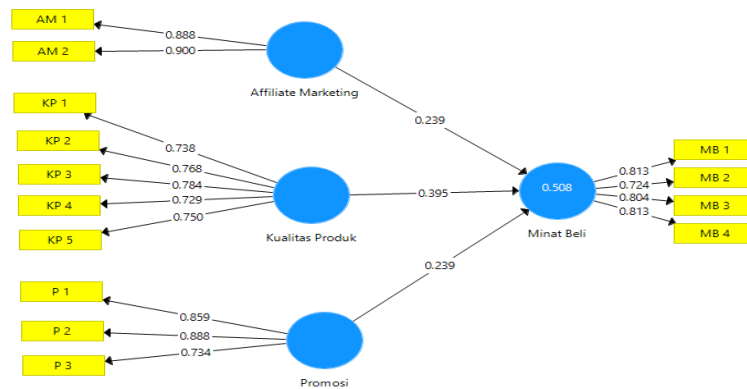 AM 1
0.888
AM 2
0.900
Affiliate Marketing
0.239
KP 1
0.738
KP 2
0.768
KP 3
0.784
KP 4
0.729
KP 5
0.750
Kualitas Produk
0.395
0.508
Minat Beli
MB 1
0.813
MB 2
0.724
MB 3
0.804
MB 4
0.813
P 1
0.859
P 2
0.888
P 3
0.734
Promosi
0.239